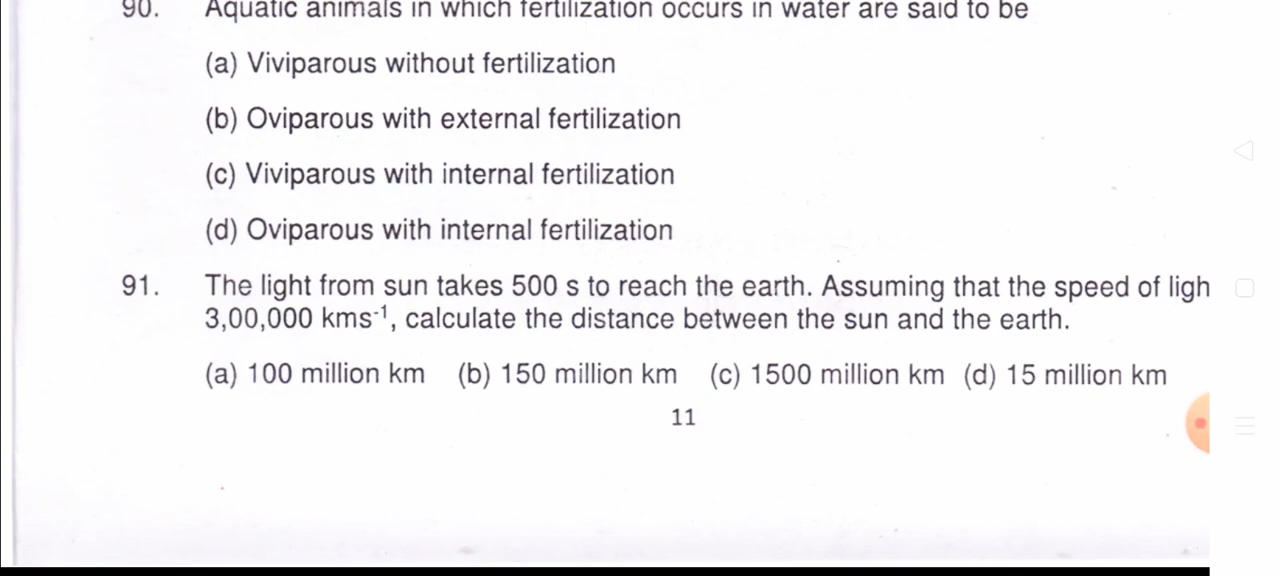 90. Aquatic animals in which fertilization occurs in water are said to be
(a) Viviparous without fertilization
(b) Oviparous with external fertilization
(c) Viviparous with internal fertilization
(d) Oviparous with internal fertilization
91. The light from sun takes 500 s to reach the earth. Assuming that the speed of ligh
3,00,000 kms⁻¹, calculate the distance between the sun and the earth.
(a) 100 million km (b) 150 million km (c) 1500 million km (d) 15 million km
11